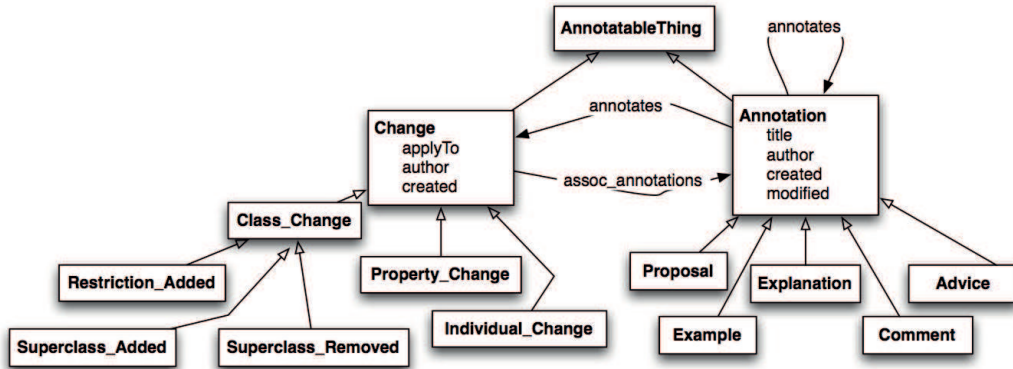 AnnotatableThing
annotates
annotates
Change
applyTo
author
created
Annotation
title
author
created
modified
assoc_annotations
Class_Change
Restriction_Added
Property_Change
Proposal
Explanation
Advice
Superclass_Added
Superclass_Removed
Individual_Change
Example
Comment